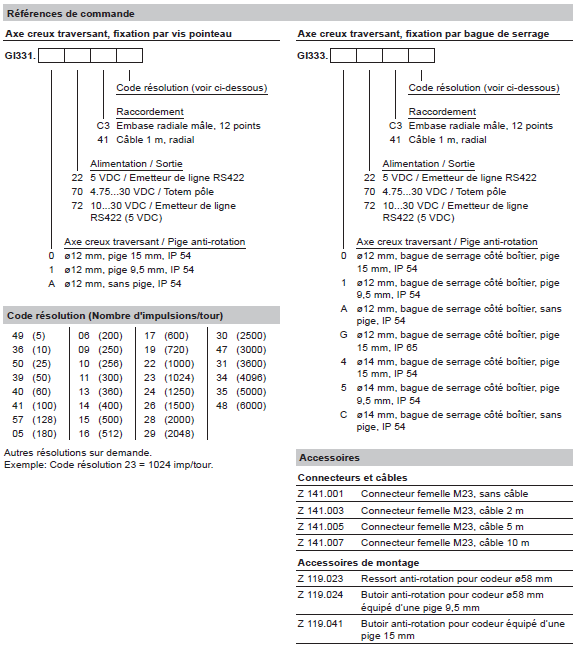 Références de commande
Axe creux traversant, fixation par vis pointeau
GI331.
Code résolution (voir ci-dessous)
Raccordement
C3 Embase radiale mâle, 12 points
41 Câble 1 m, radial
Alimentation / Sortie
22 5 VDC / Emetteur de ligne RS422
70 4.75...30 VDC / Totem pôle
72 10...30 VDC / Emetteur de ligne
RS422 (5 VDC)
Axe creux traversant / Pige anti-rotation
0 ø12 mm, pige 15 mm, IP 54
1 ø12 mm, pige 9,5 mm, IP 54
A ø12 mm, sans pige, IP 54
Code résolution (Nombre d'impulsions/tour)
49 (5) 06 (200) 17 (600) 30 (2500)
36 (10) 09 (250) 19 (720) 47 (3000)
50 (25) 10 (256) 22 (1000) 31 (3600)
39 (50) 11 (300) 23 (1024) 34 (4096)
40 (60) 13 (360) 24 (1250) 35 (5000)
41 (100) 14 (400) 26 (1500) 48 (6000)
57 (128) 15 (500) 28 (2000)
05 (180) 16 (512) 29 (2048)
Autres résolutions sur demande.
Exemple: Code résolution 23 = 1024 imp/tour.
Axe creux traversant, fixation par bague de serrage
GI333.
Code résolution (voir ci-dessous)
Raccordement
C3 Embase radiale mâle, 12 points
41 Câble 1 m, radial
Alimentation / Sortie
22 5 VDC / Emetteur de ligne RS422
70 4.75...30 VDC / Totem pôle
72 10...30 VDC / Emetteur de ligne
RS422 (5 VDC)
Axe creux traversant / Pige anti-rotation
0 ø12 mm, bague de serrage côté boîtier, pige
15 mm, IP 54
1 ø12 mm, bague de serrage côté boîtier, pige
9,5 mm, IP 54
A ø12 mm, bague de serrage côté boîtier, sans
pige, IP 54
G ø12 mm, bague de serrage côté boîtier, pige
15 mm, IP 65
4 ø14 mm, bague de serrage côté boîtier, pige
15 mm, IP 54
5 ø14 mm, bague de serrage côté boîtier, pige
9,5 mm, IP 54
C ø14 mm, bague de serrage côté boîtier, sans
pige, IP 54
Accessoires
Connecteurs et câbles
Z 141.001 Connecteur femelle M23, sans câble
Z 141.003 Connecteur femelle M23, câble 2 m
Z 141.005 Connecteur femelle M23, câble 5 m
Z 141.007 Connecteur femelle M23, câble 10 m
Accessoires de montage
Z 119.023 Ressort anti-rotation pour codeur ø58 mm
Z 119.024 Butoir anti-rotation pour codeur ø58 mm
équipé d'une pige 9,5 mm
Z 119.041 Butoir anti-rotation pour codeur équipé d'une
pige 15 mm